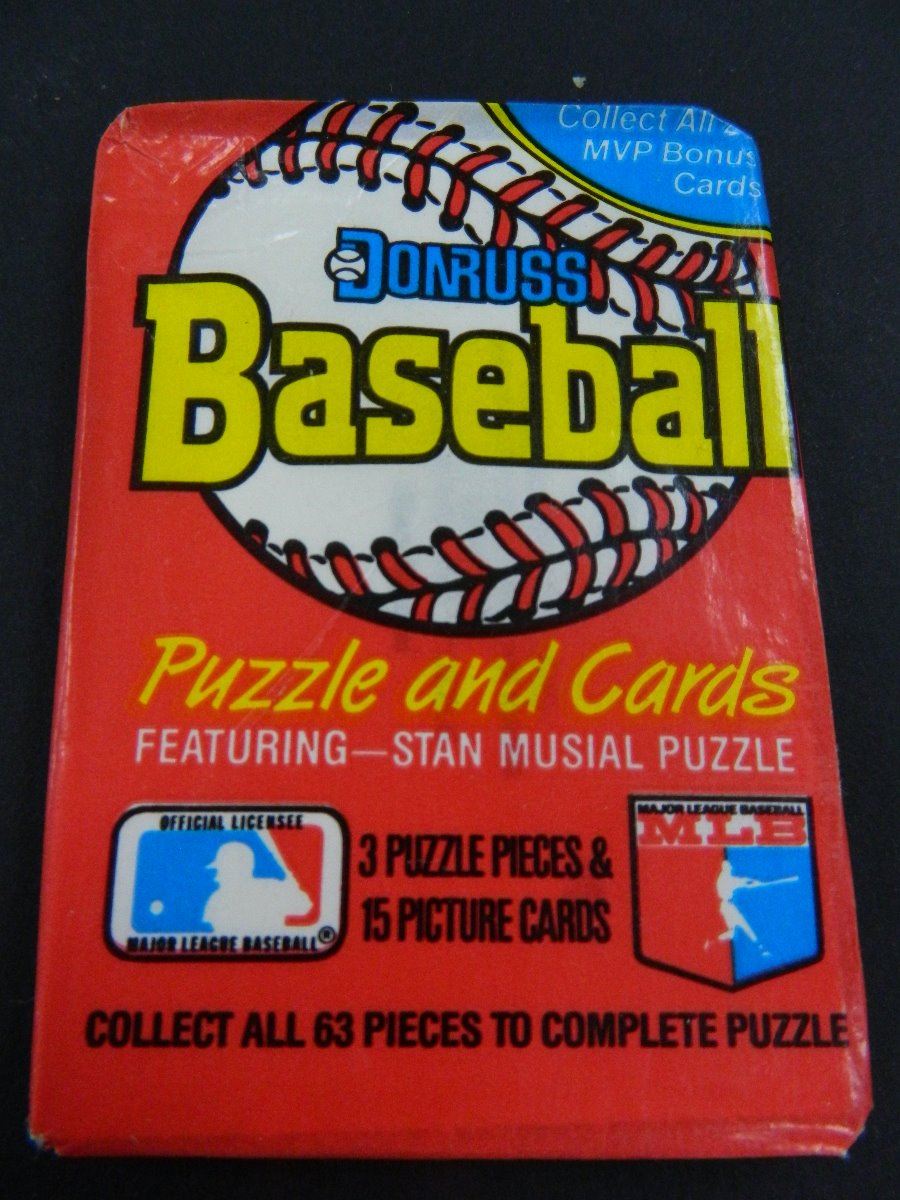 Collect All
MVP Bonus
Cards
DONRUSS
Baseball
Puzzle and Cards
FEATURING—STAN MUSIAL PUZZLE
OFFICIAL LICENSEE
MAJOR LEAGUE BASEBALL®
3 PUZZLE PIECES &
15 PICTURE CARDS
MAJOR LEAGUE BASEBALL
MLB
COLLECT ALL 63 PIECES TO COMPLETE PUZZLE